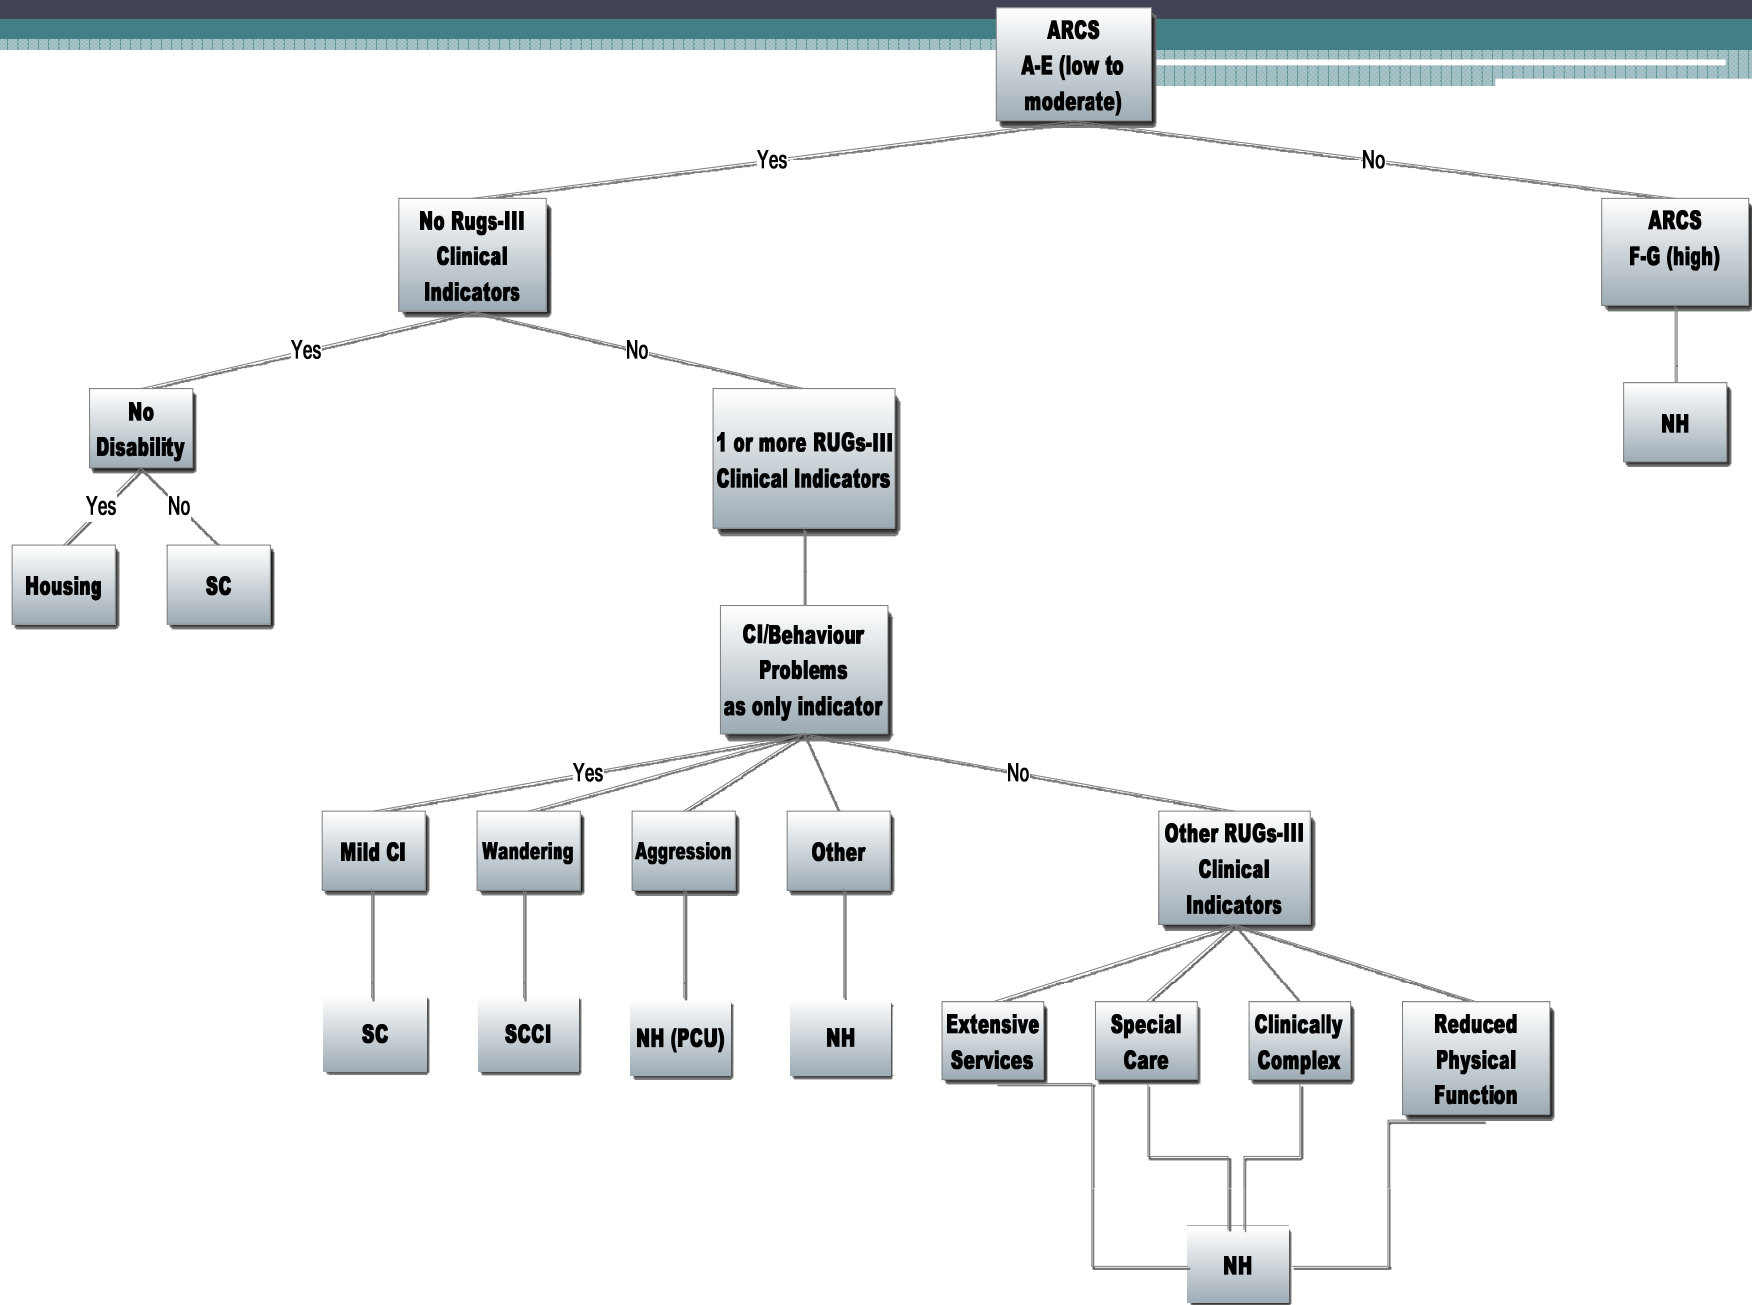 ARCS
A-E (low to
moderate)
Yes
No
No Rugs-III
Clinical
Indicators
ARCS
F-G (high)
Yes
No
No
Disability
1 or more RUGs-III
Clinical Indicators
NH
Yes
No
Housing
SC
CI/Behaviour
Problems
as only indicator
Yes
No
Mild CI
Wandering
Aggression
Other
Other RUGs-III
Clinical
Indicators
SC
SCCI
NH (PCU)
NH
Extensive
Services
Special
Care
Clinically
Complex
Reduced
Physical
Function
NH